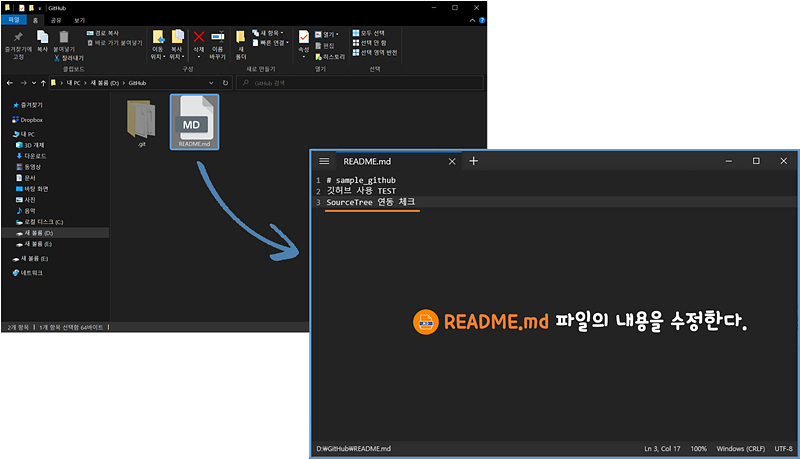 GitHub
파일 홈 공유 보기
즐겨찾기에 고정
복사
붙여넣기
경로 복사
바로 가기 붙여넣기
잘라내기
클립보드
이동 위치
복사 위치
삭제
이름 바꾸기
구성
새 폴더
새 항목
빠른 연결
새로 만들기
속성
열기
편집
히스토리
열기
모두 선택
선택 안 함
선택 영역 반전
선택
내 PC > 새 볼륨 (D:) > GitHub
GitHub 검색
즐겨찾기
Dropbox
내 PC
3D 개체
다운로드
동영상
문서
바탕 화면
사진
음악
로컬 디스크 (C:)
새 볼륨 (D:)
새 볼륨 (E:)
새 볼륨 (E:)
네트워크
.git
MD
README.md
2개 항목 1개 항목 선택함 64바이트
README.md
1 # sample_github
2 깃허브 사용 TEST
3 SourceTree 연동 체크
README.md 파일의 내용을 수정한다.
D:₩GitHub₩README.md
Ln 3, Col 17 100% Windows (CRLF) UTF-8